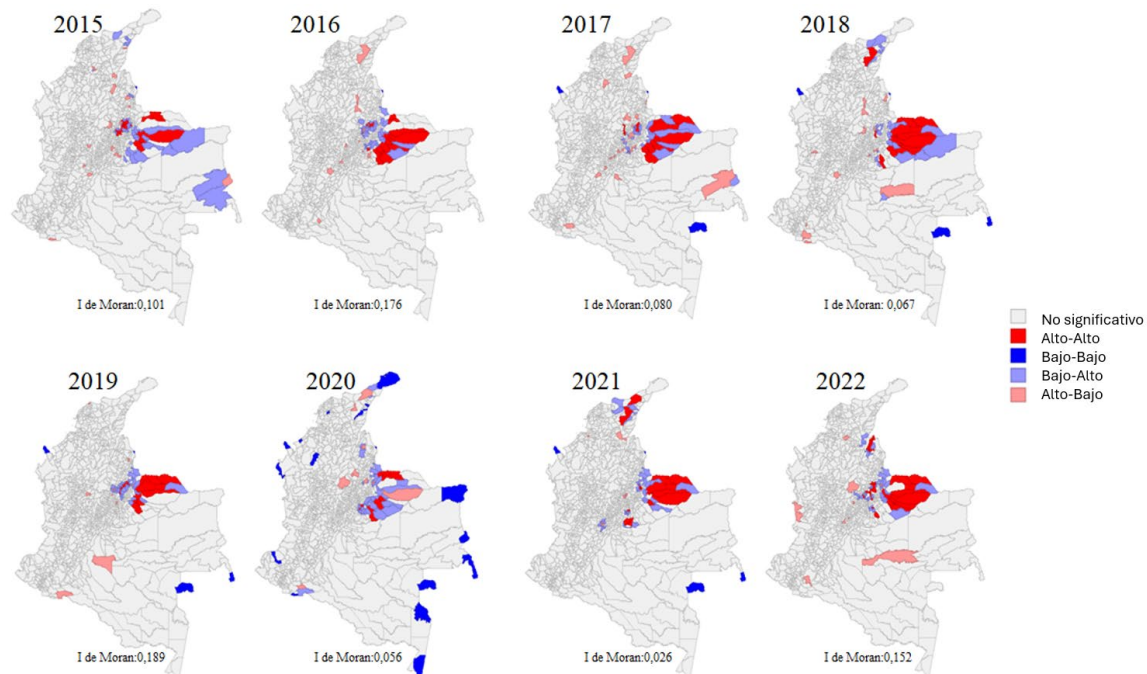 2015
2016
2017
2018
I de Moran:0,101
I de Moran:0,176
I de Moran:0,080
I de Moran: 0,067
No significativo
Alto-Alto
Bajo-Bajo
Bajo-Alto
Alto-Bajo
2019
2020
2021
2022
I de Moran:0,189
I de Moran:0,056
I de Moran:0,026
I de Moran:0,152